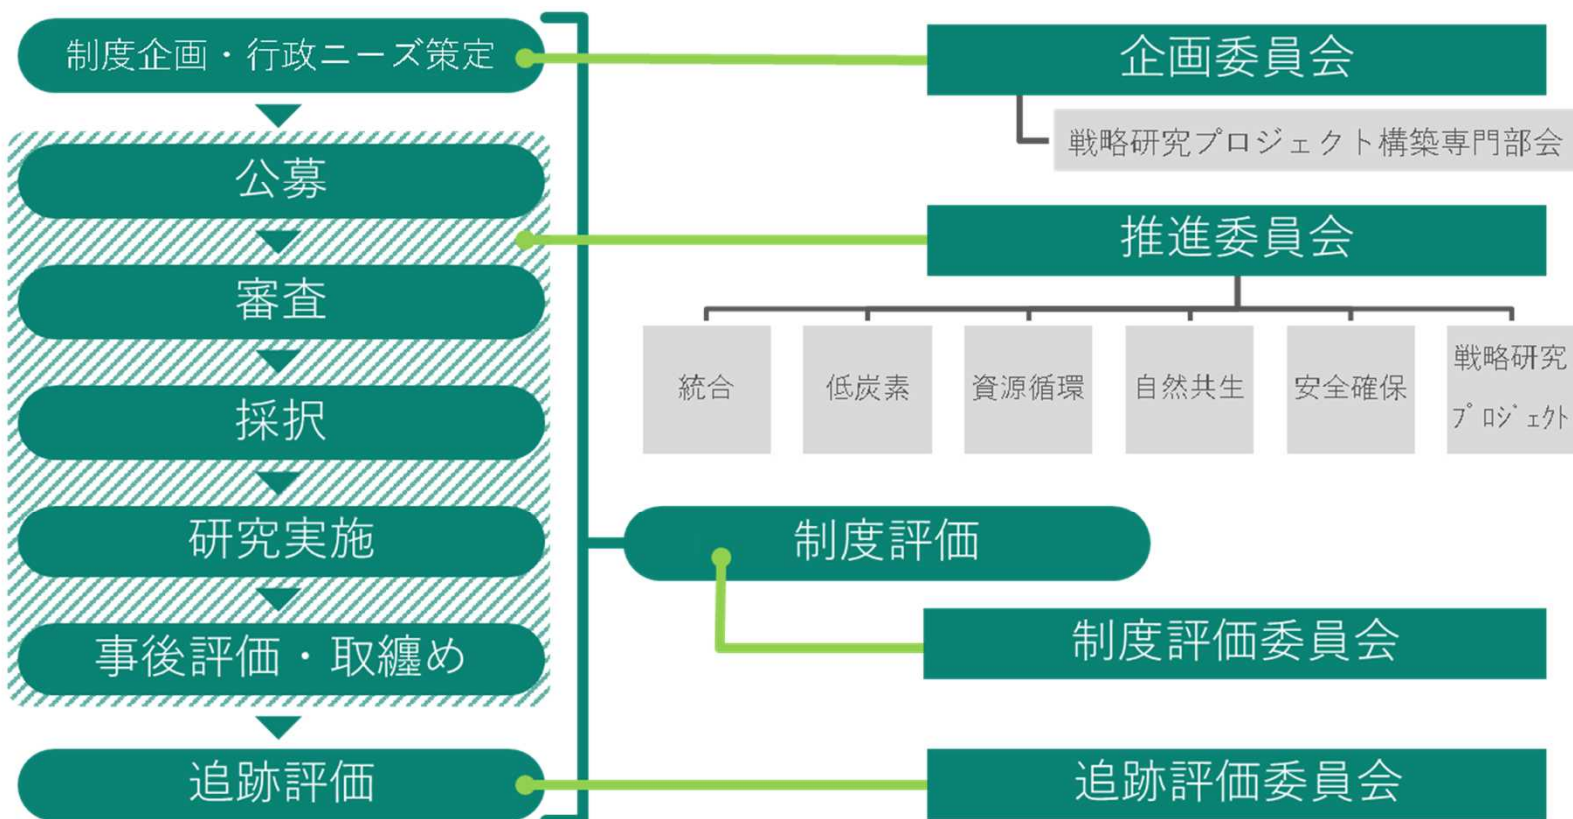 制度企画・行政ニーズ策定
公募
審査
採択
研究実施
事後評価・取纏め
追跡評価
企画委員会
戦略研究プロジェクト構築専門部会
推進委員会
統合
低炭素
資源循環
自然共生
安全確保
戦略研究
ﾌﾟﾛｼﾞｪｸﾄ
制度評価
制度評価委員会
追跡評価委員会